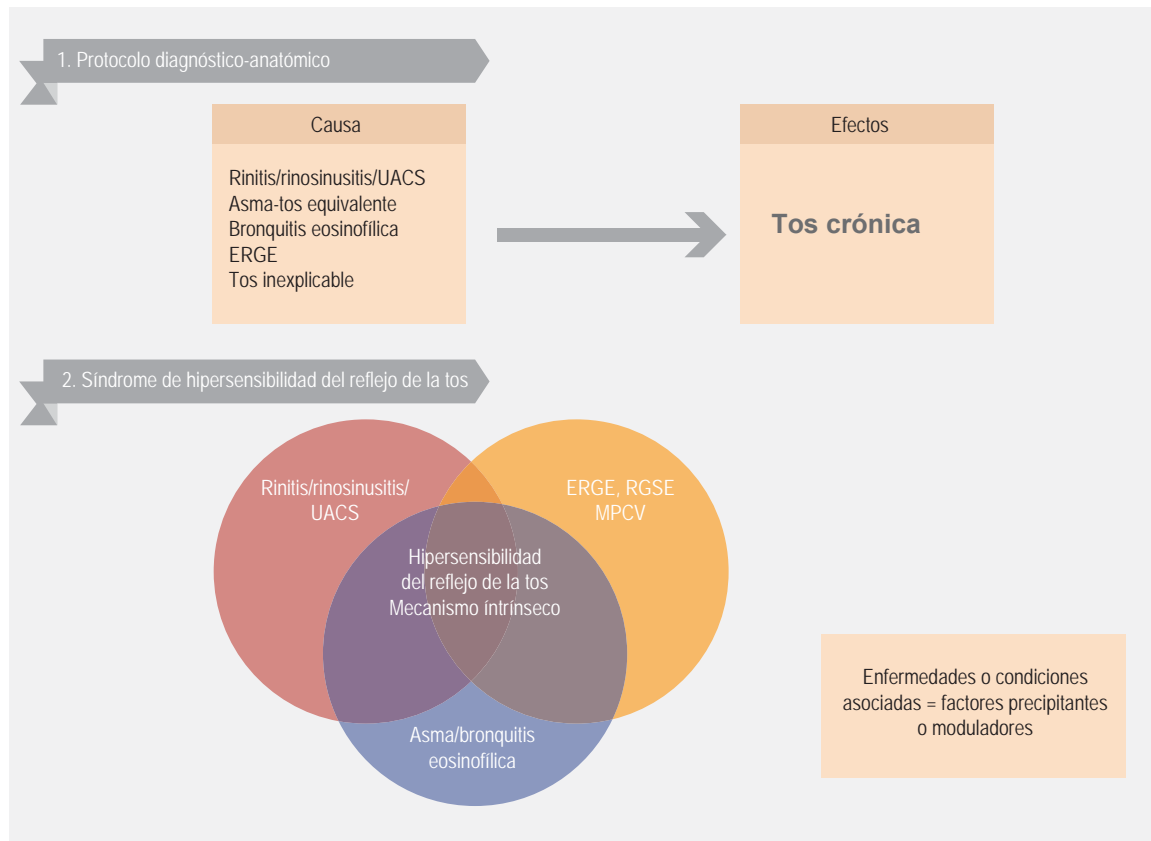 1. Protocolo diagnóstico-anatómico
Causa
Rinitis/rinosinusitis/UACS
Asma-tos equivalente
Bronquitis eosinofílica
ERGE
Tos inexplicable
Efectos
Tos crónica
2. Síndrome de hipersensibilidad del reflejo de la tos
Rinitis/rinosinusitis/
UACS
ERGE, RGSE
MPCV
Hipersensibilidad
del reflejo de la tos
Mecanismo íntrínseco
Asma/bronquitis
eosinofílica
Enfermedades o condiciones
asociadas = factores precipitantes
o moduladores